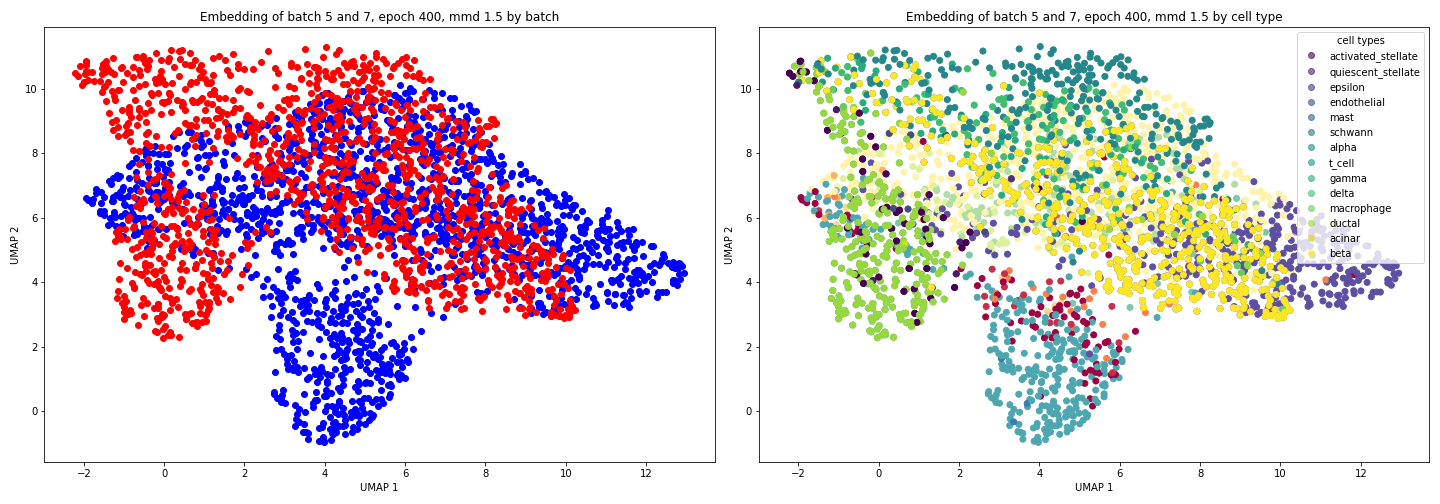 Embedding of batch 5 and 7, epoch 400, mmd 1.5 by batch
10
8
6
4
2
0
UMAP 2
−2
0
2
4
6
8
10
12
UMAP 1
Embedding of batch 5 and 7, epoch 400, mmd 1.5 by cell type
cell types
activated_stellate
quiescent_stellate
epsilon
endothelial
mast
schwann
alpha
t_cell
gamma
delta
macrophage
ductal
acinar
beta
10
8
6
4
2
0
UMAP 2
−2
0
2
4
6
8
10
12
UMAP 1